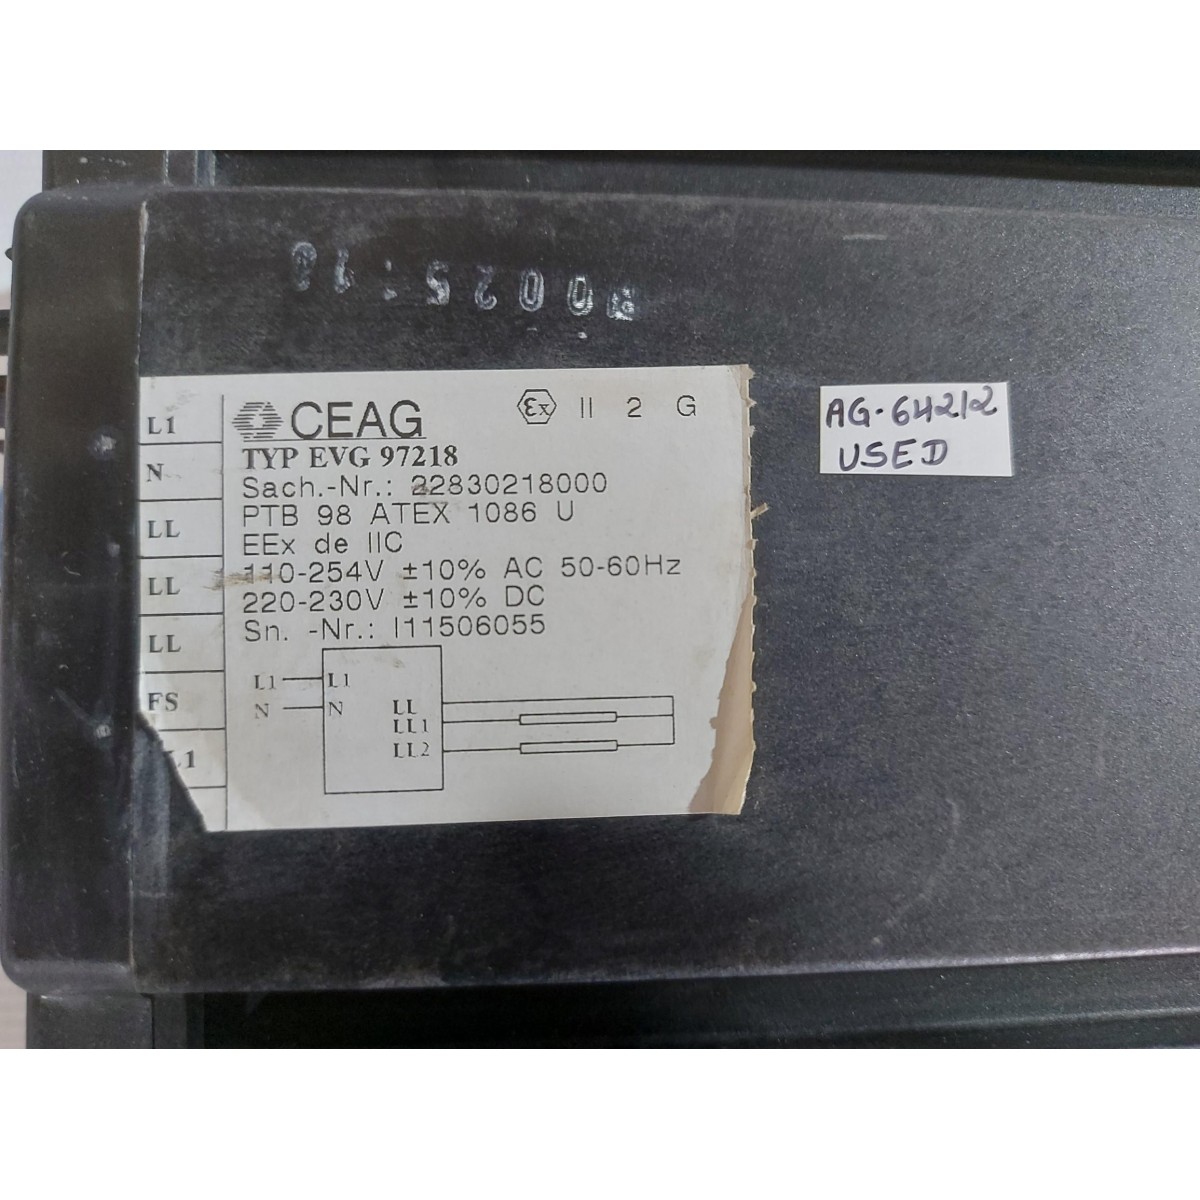 L1
N
LL
LL
LL
FS
L1
CEAG
Ex II 2 G
TYP EVG 97218
Sach.-Nr.: 22830218000
PTB 98 ATEX 1086 U
EEx de IIC
110-254V ±10% AC 50-60Hz
220-230V ±10% DC
Sn. -Nr.: I11506055
L1 L1
N N
LL
LL1
LL2
AG-64212
USED